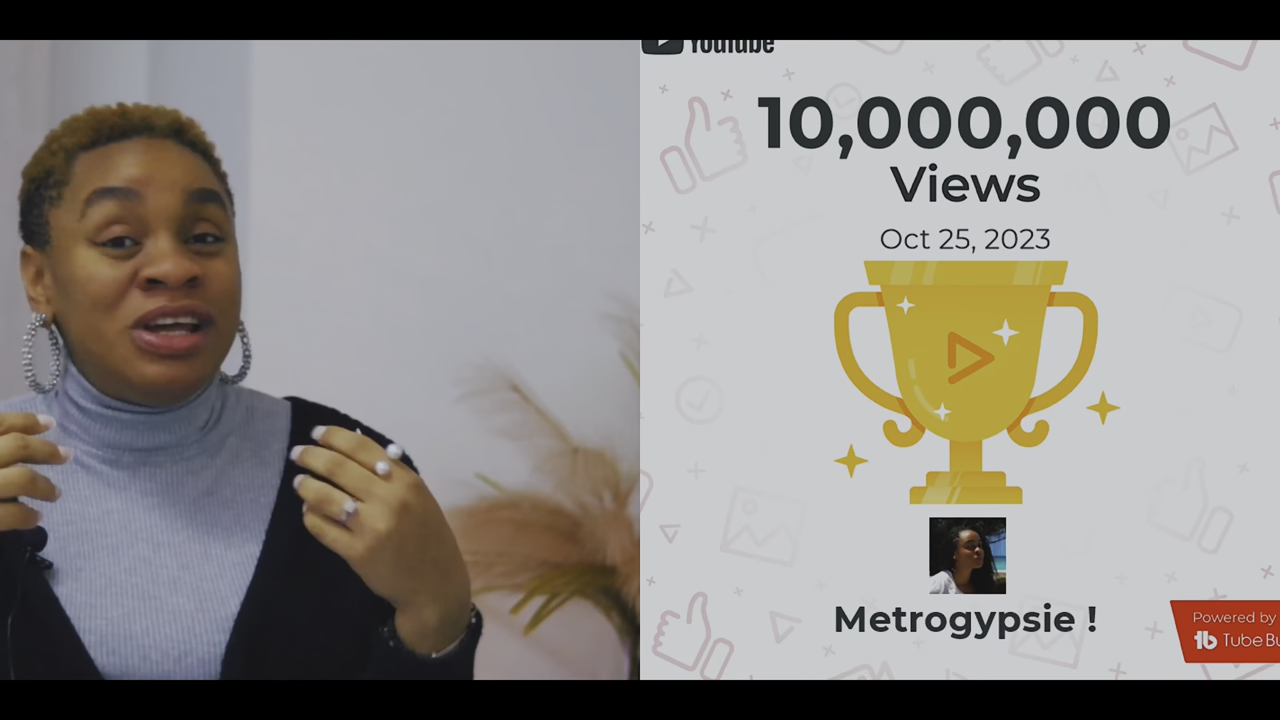 YouTube
10,000,000
Views
Oct 25, 2023
Metrogypsie !
Powered by